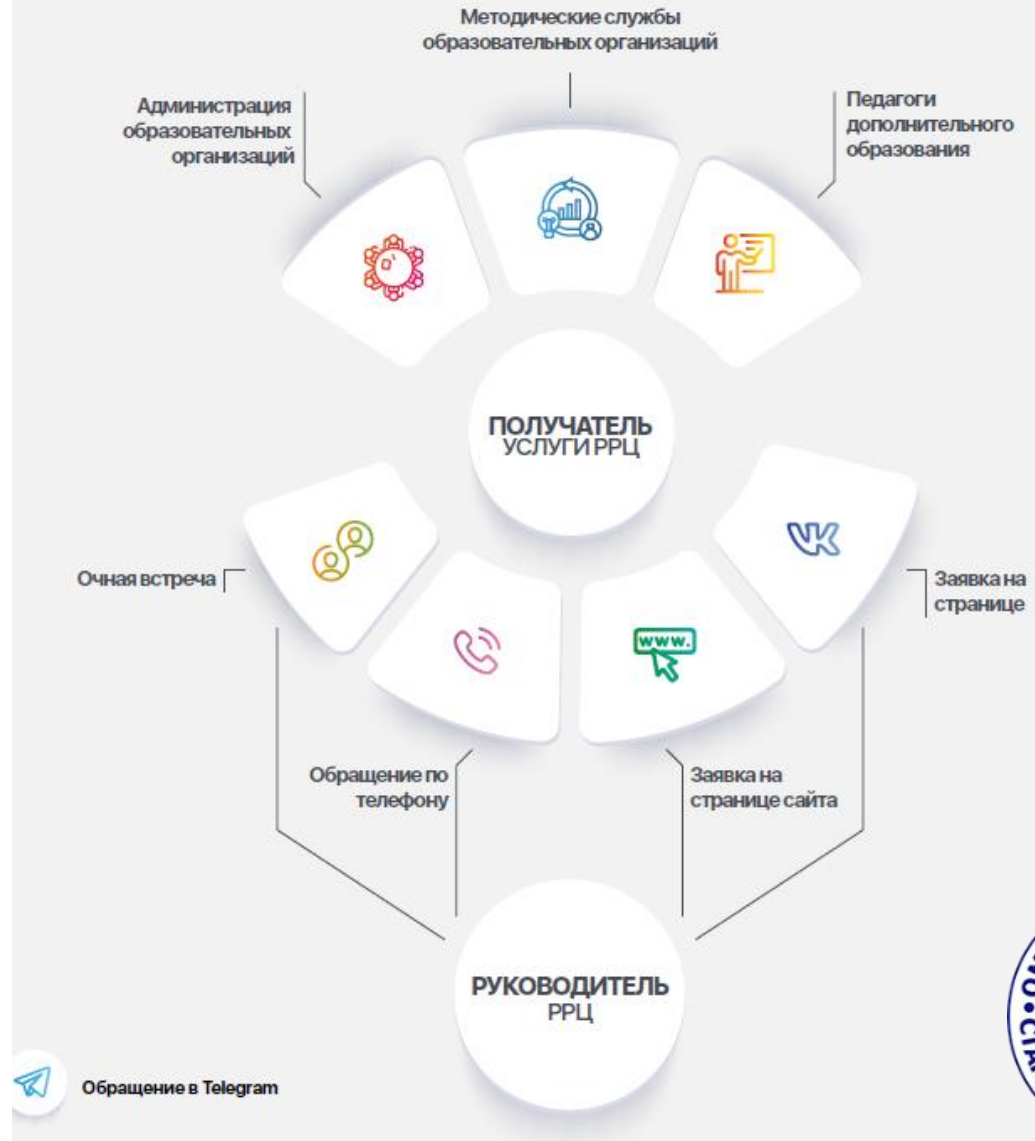 Методические службы
образовательных организаций
Администрация
образовательных
организаций
Педагоги
дополнительного
образования
ПОЛУЧАТЕЛЬ
УСЛУГИ РРЦ
Очная встреча
Заявка на
странице
www.
Обращение по
телефону
Заявка на
странице сайта
РУКОВОДИТЕЛЬ
РРЦ
Обращение в Telegram